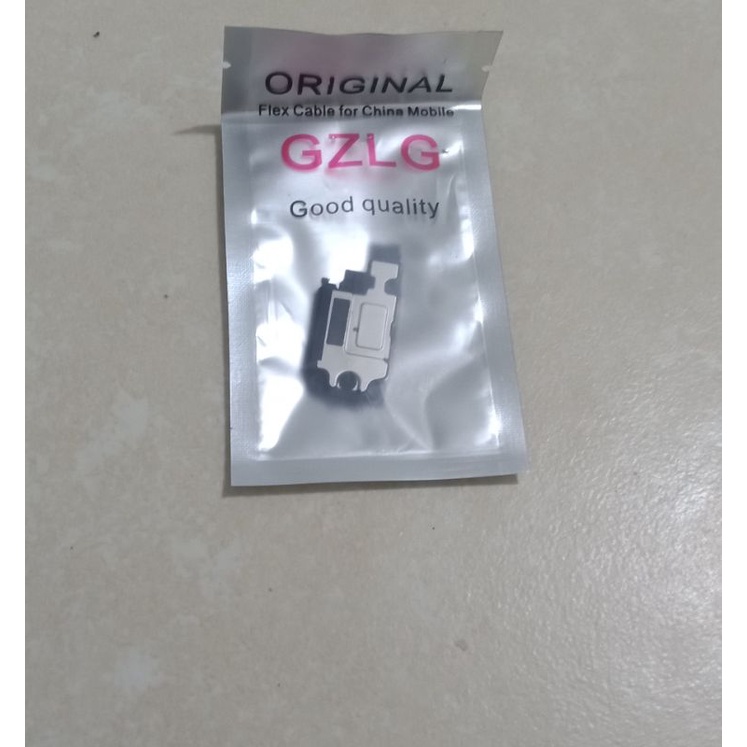 ORIGINAL
Flex Cable for China Mobile
GZLG
Good quality